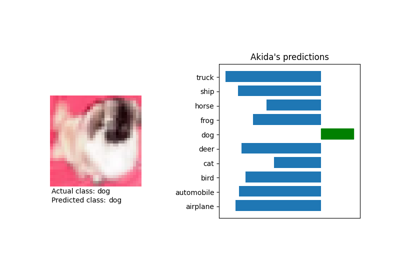 Akida's predictions
truck
ship
horse
frog
dog
deer
cat
bird
automobile
airplane
Actual class: dog
Predicted class: dog